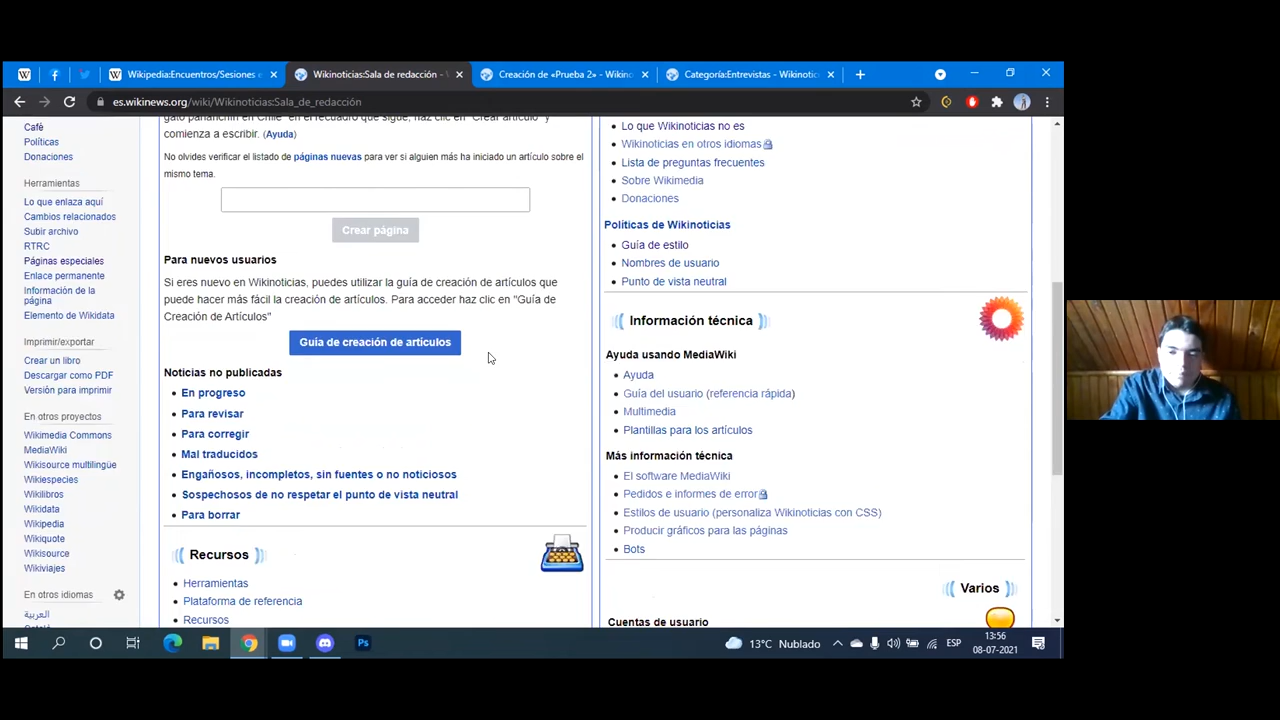 Wikipedia:Encuentros/Sesiones e
Wikinoticias:Sala de redacción -
Creación de «Prueba 2» - Wikino
Categoría:Entrevistas - Wikinotic
es.wikinews.org/wiki/Wikinoticias:Sala_de_redacción
Café
Políticas
Donaciones
Herramientas
Lo que enlaza aquí
Cambios relacionados
Subir archivo
RTRC
Páginas especiales
Enlace permanente
Información de la
página
Elemento de Wikidata
Imprimir/exportar
Crear un libro
Descargar como PDF
Versión para imprimir
En otros proyectos
Wikimedia Commons
MediaWiki
Wikisource multilingüe
Wikiespecies
Wikilibros
Wikidata
Wikipedia
Wikiquote
Wikisource
Wikiviajes
En otros idiomas
العربية
comienza a escribir. (Ayuda)
No olvides verificar el listado de páginas nuevas para ver si alguien más ha iniciado un artículo sobre el
mismo tema.
Crear página
Para nuevos usuarios
Si eres nuevo en Wikinoticias, puedes utilizar la guía de creación de artículos que
puede hacer más fácil la creación de artículos. Para acceder haz clic en "Guía de
Creación de Artículos"
Guía de creación de artículos
Noticias no publicadas
En progreso
Para revisar
Para corregir
Mal traducidos
Engañosos, incompletos, sin fuentes o no noticiosos
Sospechosos de no respetar el punto de vista neutral
Para borrar
Recursos
Herramientas
Plataforma de referencia
Recursos
Lo que Wikinoticias no es
Wikinoticias en otros idiomas
Lista de preguntas frecuentes
Sobre Wikimedia
Donaciones
Políticas de Wikinoticias
Guía de estilo
Nombres de usuario
Punto de vista neutral
Información técnica
Ayuda usando MediaWiki
Ayuda
Guía del usuario (referencia rápida)
Multimedia
Plantillas para los artículos
Más información técnica
El software MediaWiki
Pedidos e informes de error
Estilos de usuario (personaliza Wikinoticias con CSS)
Producir gráficos para las páginas
Bots
Varios
Cuentas de usuario
13°C Nublado
ESP
13:56
08-07-2021